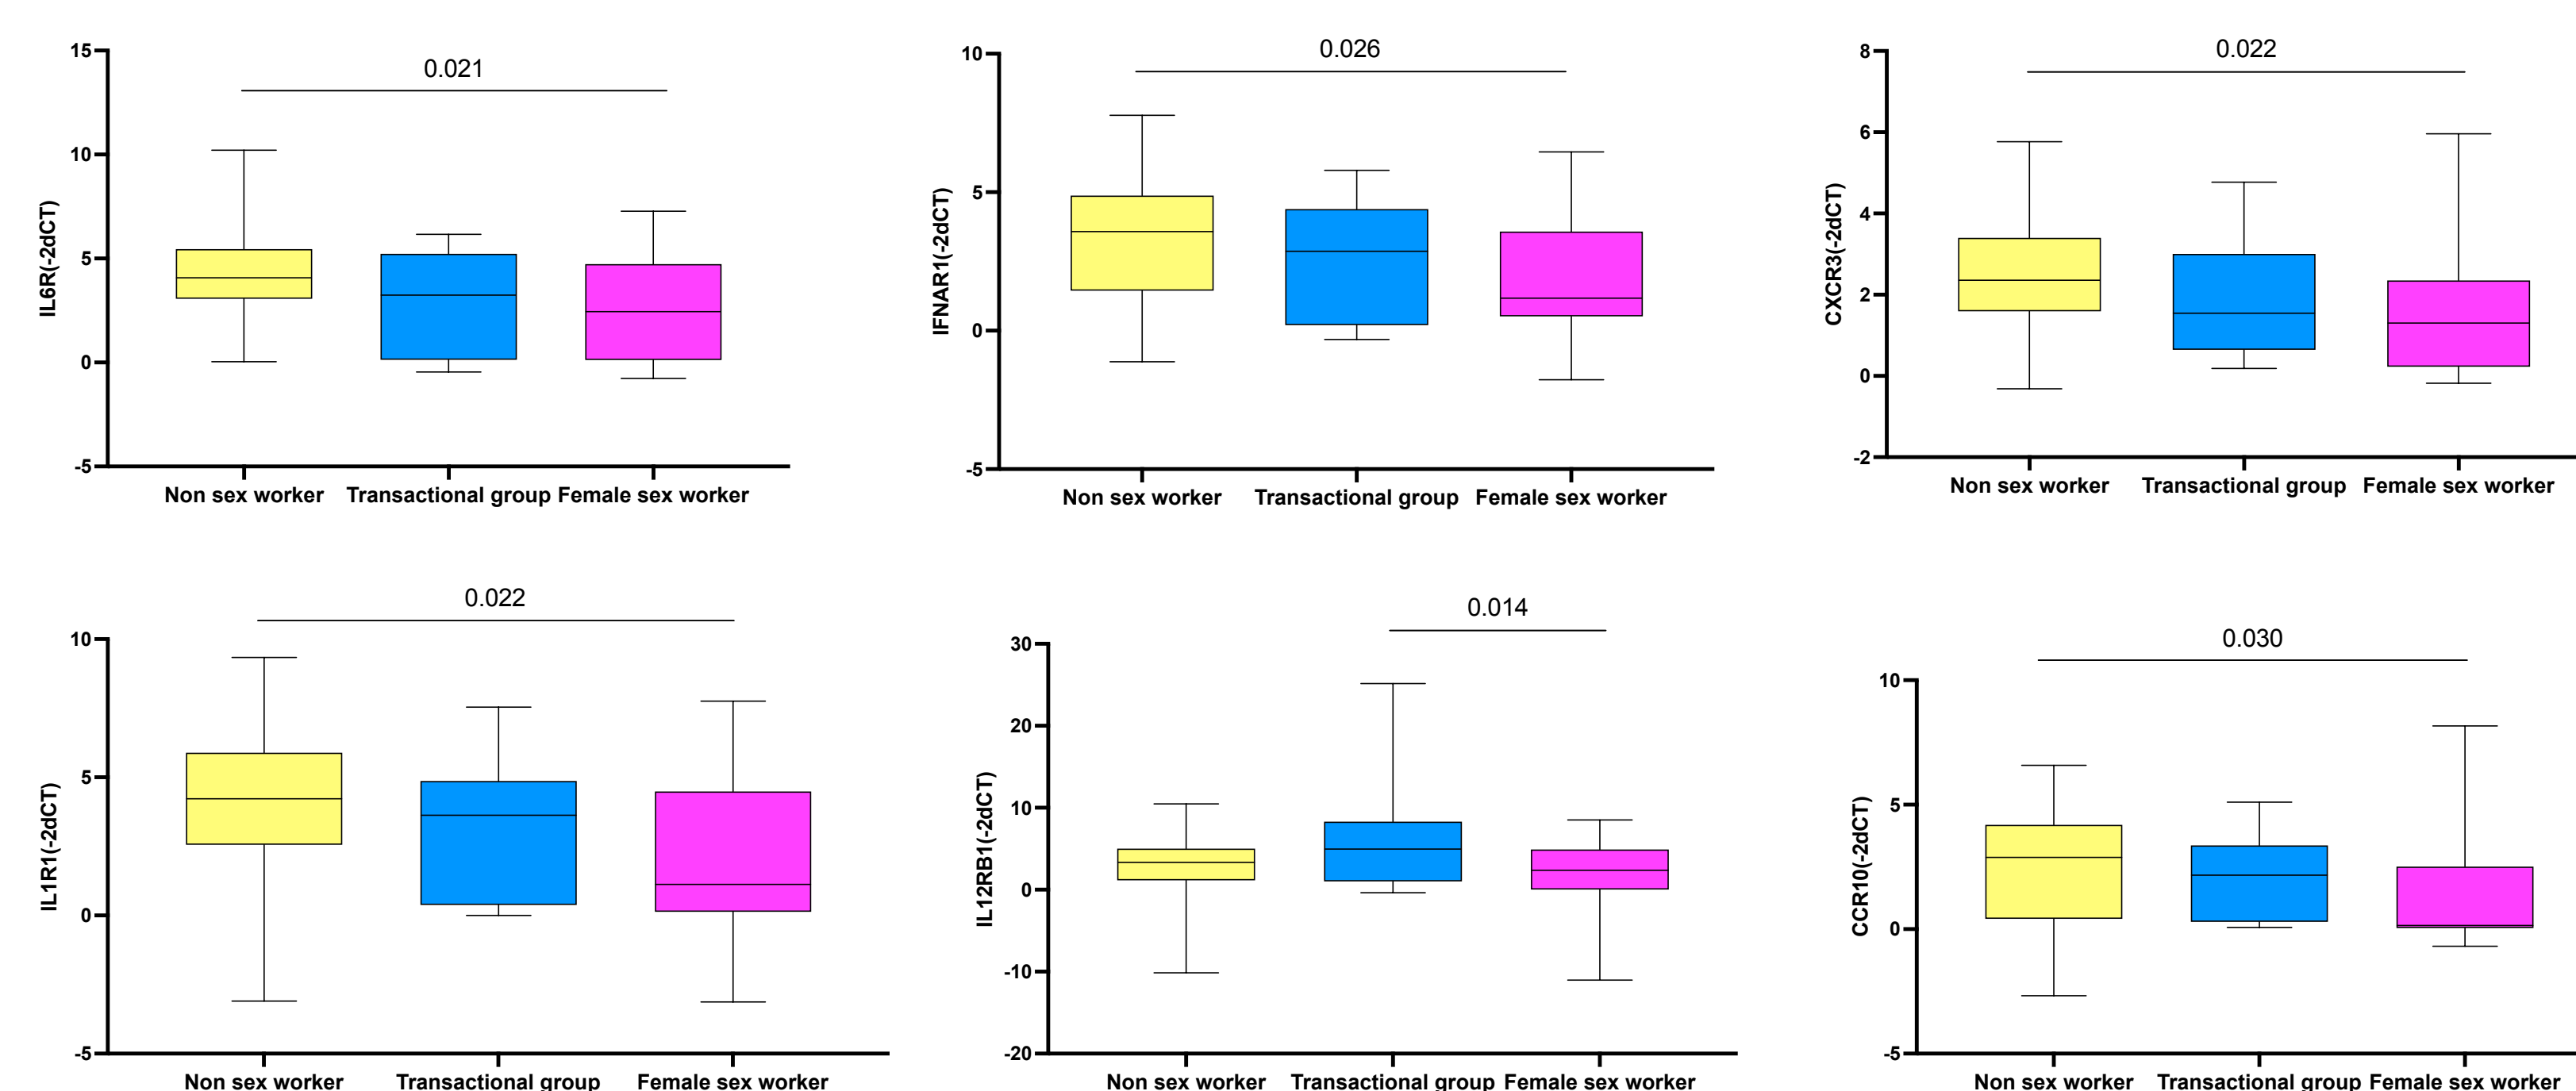 0.021
15
10
5
0
-5
IL6R(-2dCT)
Non sex worker Transactional group Female sex worker
0.026
10
5
0
-5
IFNAR1(-2dCT)
Non sex worker Transactional group Female sex worker
0.022
8
6
4
2
0
-2
CXCR3(-2dCT)
Non sex worker Transactional group Female sex worker
0.022
10
5
0
-5
IL1R1(-2dCT)
Non sex worker Transactional group Female sex worker
0.014
30
20
10
0
-10
-20
IL12RB1(-2dCT)
Non sex worker Transactional group Female sex worker
0.030
10
5
0
-5
CCR10(-2dCT)
Non sex worker Transactional group Female sex worker